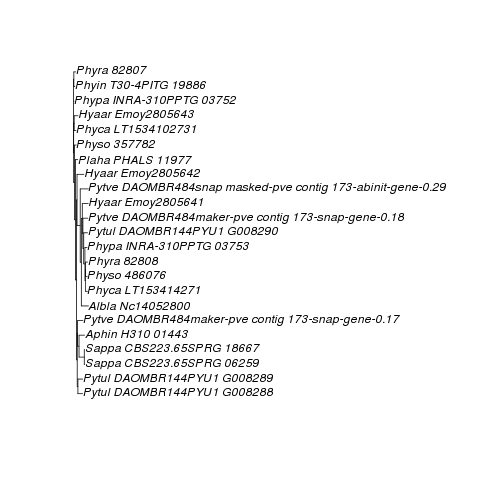 Phyra 82807
Phyin T30-4PITG 19886
Phypa INRA-310PPTG 03752
Hyaar Emoy2805643
Phyca LT1534102731
Physo 357782
Plaha PHALS 11977
Hyaar Emoy2805642
Pytve DAOMBR484snap masked-pve contig 173-abinit-gene-0.29
Hyaar Emoy2805641
Pytve DAOMBR484maker-pve contig 173-snap-gene-0.18
Pytul DAOMBR144PYU1 G008290
Phypa INRA-310PPTG 03753
Phyra 82808
Physo 486076
Phyca LT153414271
Albla Nc14052800
Pytve DAOMBR484maker-pve contig 173-snap-gene-0.17
Aphin H310 01443
Sappa CBS223.65SPRG 18667
Sappa CBS223.65SPRG 06259
Pytul DAOMBR144PYU1 G008289
Pytul DAOMBR144PYU1 G008288